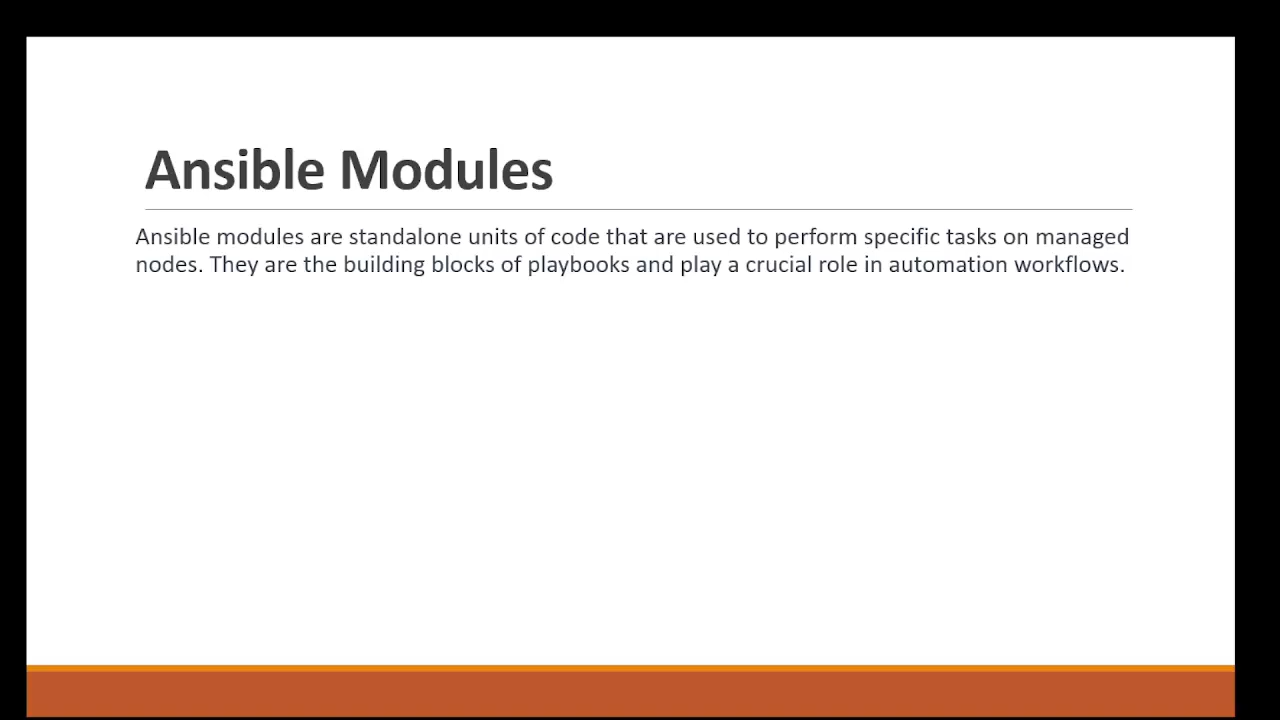 Ansible Modules
Ansible modules are standalone units of code that are used to perform specific tasks on managed
nodes. They are the building blocks of playbooks and play a crucial role in automation workflows.